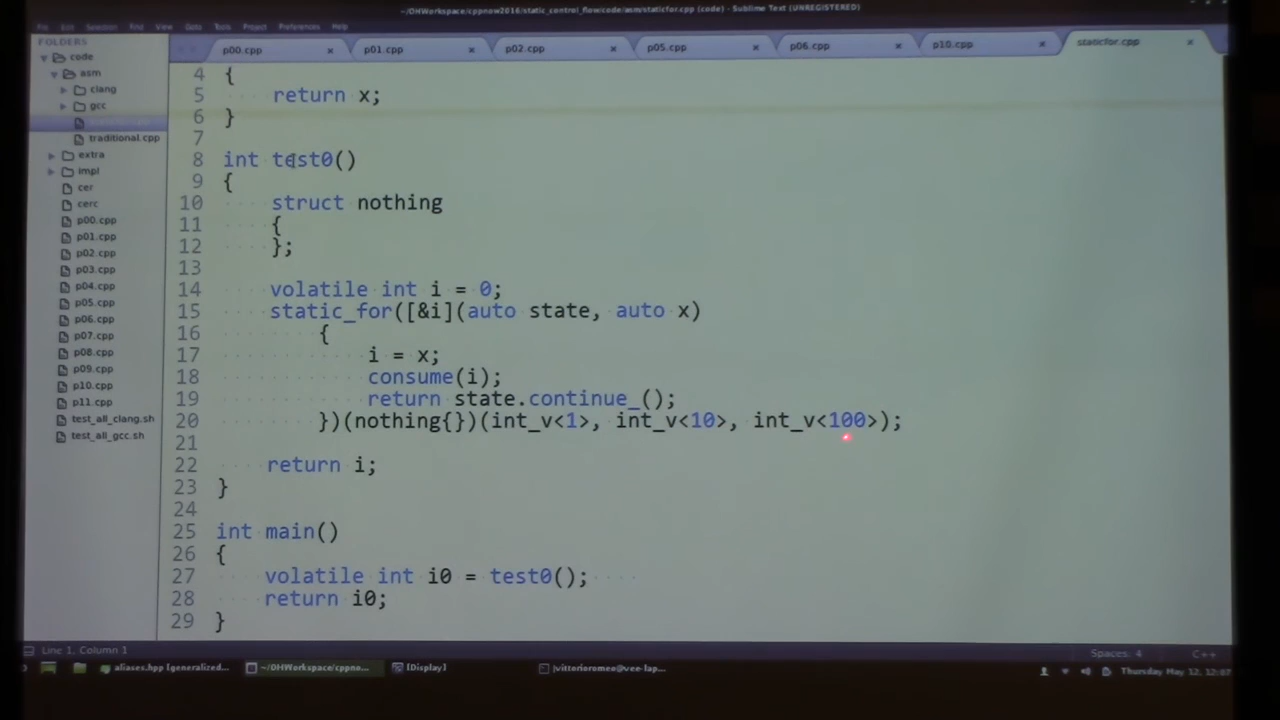 ~/OHWorkspace/cppnow2016/static_control_flow/code/asm/staticfor.cpp (code) - Sublime Text (UNREGISTERED)
File Edit Selection Find View Goto Tools Project Preferences Help
FOLDERS
code
asm
clang
gcc
traditional.cpp
extra
impl
cer
cerc
p00.cpp
p01.cpp
p02.cpp
p03.cpp
p04.cpp
p05.cpp
p06.cpp
p07.cpp
p08.cpp
p09.cpp
p10.cpp
p11.cpp
test_all_clang.sh
test_all_gcc.sh
p00.cpp × p01.cpp × p02.cpp × p05.cpp × p06.cpp × p10.cpp × staticfor.cpp ×
4 {
5 return x;
6 }
7
8 int test0()
9 {
10 struct nothing
11 {
12 };
13
14 volatile int i = 0;
15 static_for([&i](auto state, auto x)
16 {
17 i = x;
18 consume(i);
19 return state.continue_();
20 })(nothing{})(int_v<1>, int_v<10>, int_v<100>);
21
22 return i;
23 }
24
25 int main()
26 {
27 volatile int i0 = test0();
28 return i0;
29 }
Line 1, Column 1 Spaces: 4 C++
aliases.hpp [generalized... ~/OHWorkspace/cppno... [Display] [vittorioromeo@vee-lap... Thursday May 12, 12:07